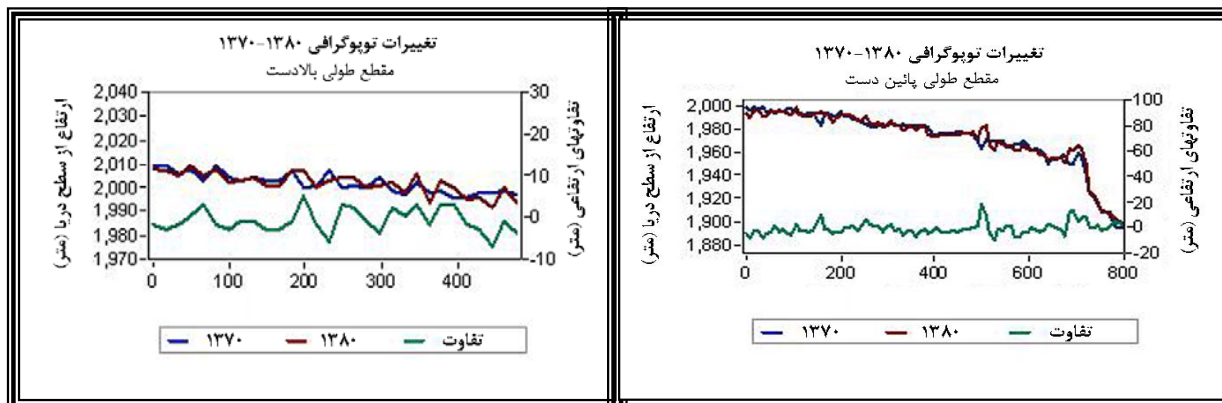 تغییرات توپوگرافی ۱۳۸۰-۱۳۷۰
مقطع طولی پائین دست
تفاوتهای ارتفاعی (متر)
ارتفاع از سطح دریا (متر)
2,000
1,980
1,960
1,940
1,920
1,900
1,880
100
80
60
40
20
0
-20
0 200 400 600 800
۱۳۷۰ ۱۳۸۰ تفاوت
تغییرات توپوگرافی ۱۳۸۰-۱۳۷۰
مقطع طولی بالادست
تفاوتهای ارتفاعی (متر)
ارتفاع از سطح دریا (متر)
2,040
2,030
2,020
2,010
2,000
1,990
1,980
1,970
30
20
10
0
-10
0 100 200 300 400
۱۳۷۰ ۱۳۸۰ تفاوت